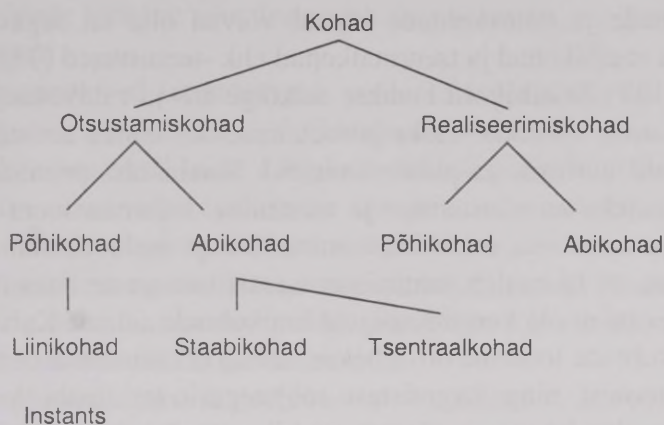 Kohad
Otsustamiskohad Realiseerimiskohad
Põhikohad Abikohad Põhikohad Abikohad
Liinikohad Staabikohad Tsentraalkohad
Instants